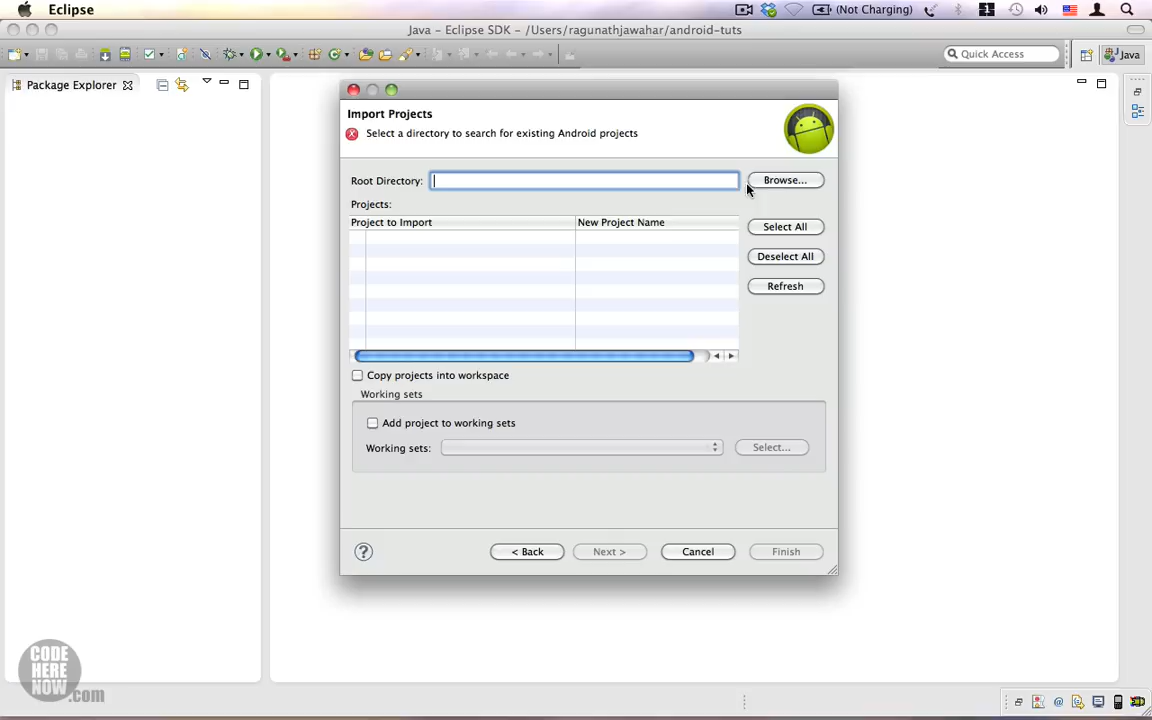 Eclipse
(Not Charging)
Java – Eclipse SDK – /Users/ragunathjawahar/android-tuts
Quick Access
Java
Package Explorer
Import Projects
Select a directory to search for existing Android projects
Root Directory:
Browse...
Projects:
Project to Import
New Project Name
Select All
Deselect All
Refresh
Copy projects into workspace
Working sets
Add project to working sets
Working sets:
Select...
?
< Back
Next >
Cancel
Finish
CODE
HERE
NOW
.com